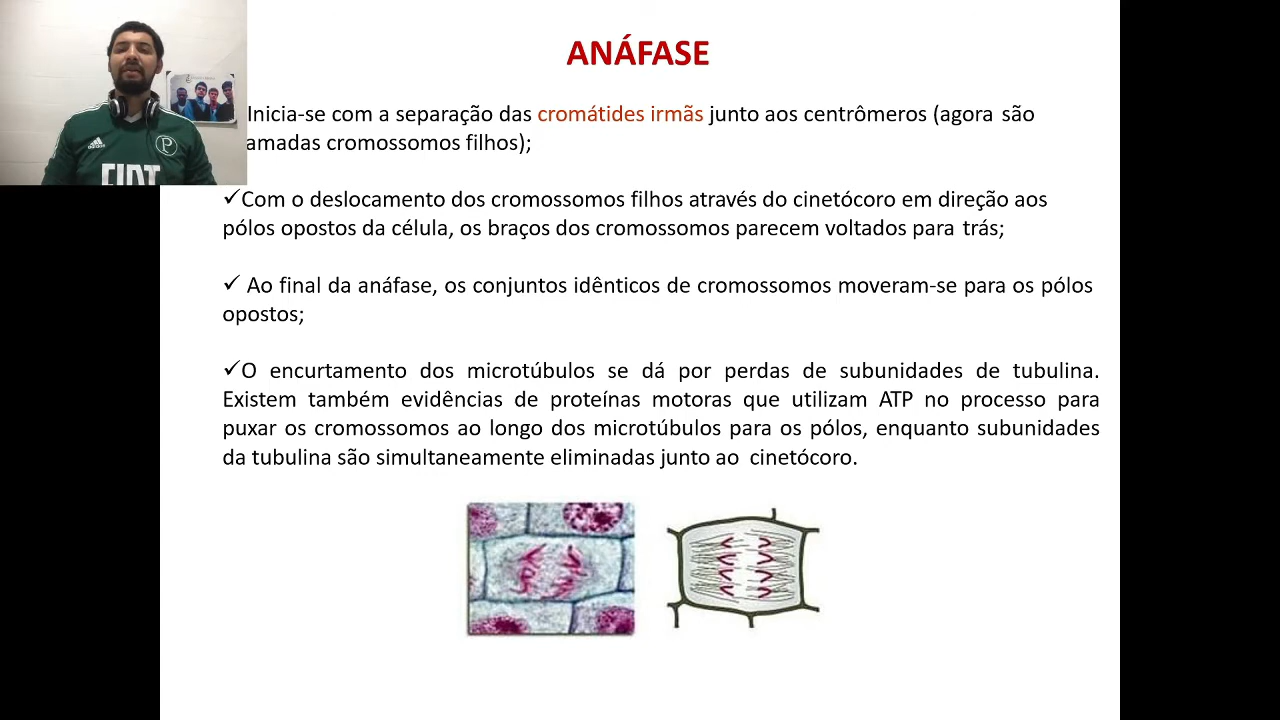 ANÁFASE
Inicia-se com a separação das cromátides irmãs junto aos centrômeros (agora são
amadas cromossomos filhos);
✓Com o deslocamento dos cromossomos filhos através do cinetócoro em direção aos
pólos opostos da célula, os braços dos cromossomos parecem voltados para trás;
✓ Ao final da anáfase, os conjuntos idênticos de cromossomos moveram-se para os pólos
opostos;
✓O encurtamento dos microtúbulos se dá por perdas de subunidades de tubulina.
Existem também evidências de proteínas motoras que utilizam ATP no processo para
puxar os cromossomos ao longo dos microtúbulos para os pólos, enquanto subunidades
da tubulina são simultaneamente eliminadas junto ao cinetócoro.
adidas
P
FIAT